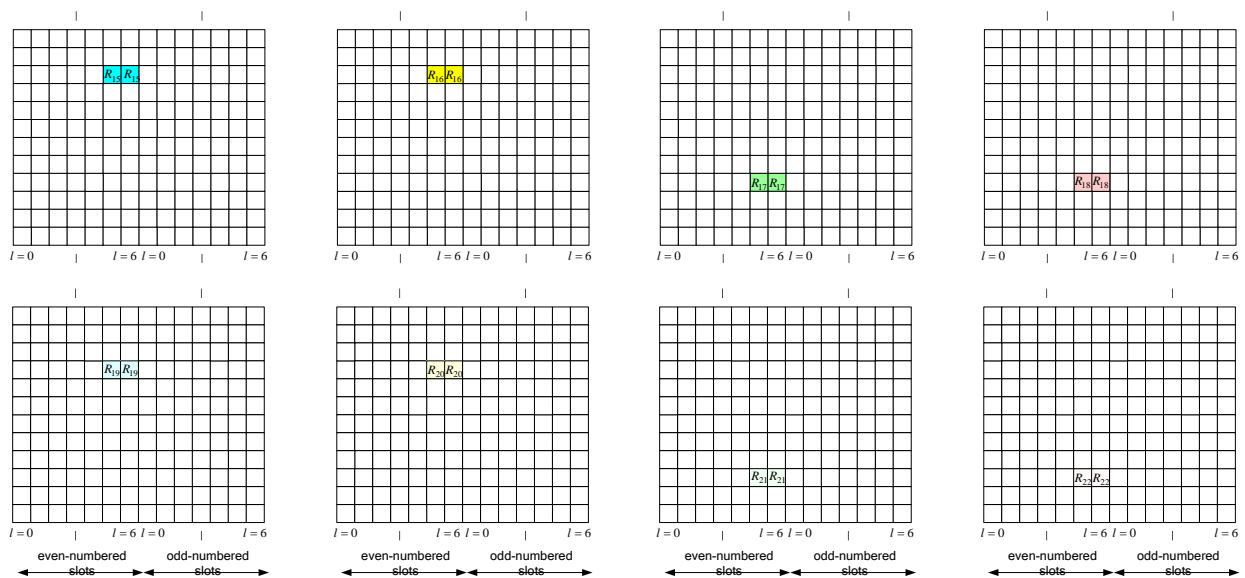 R15 R15 R16 R16
R17 R17 R18 R18
l = 0 l = 6 l = 0 l = 6 l = 0 l = 6 l = 0 l = 6 l = 0 l = 6 l = 0 l = 6 l = 0 l = 6 l = 0 l = 6
R19 R19 R20 R20
R21 R21 R22 R22
l = 0 l = 6 l = 0 l = 6 l = 0 l = 6 l = 0 l = 6 l = 0 l = 6 l = 0 l = 6 l = 0 l = 6 l = 0 l = 6
even-numbered odd-numbered even-numbered odd-numbered even-numbered odd-numbered even-numbered odd-numbered
slots slots slots slots slots slots slots slots